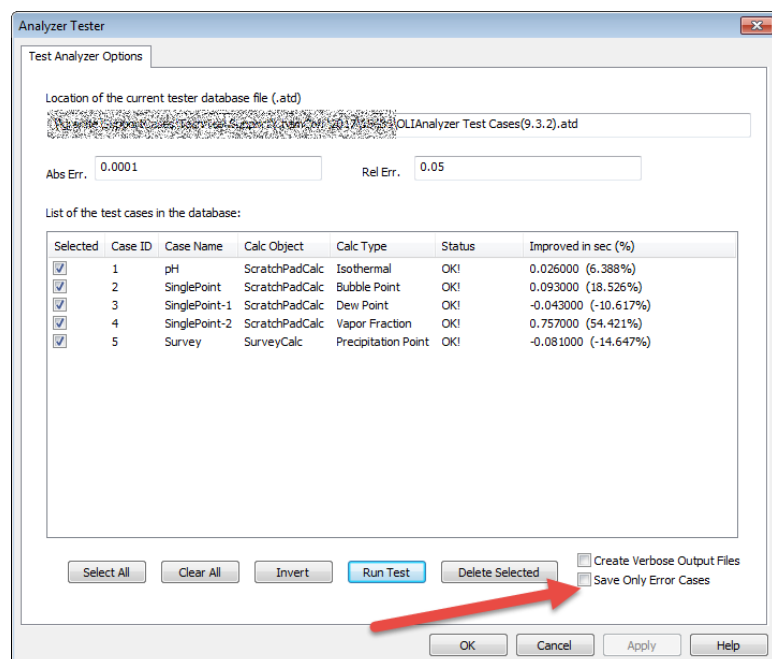 Analyzer Tester
Test Analyzer Options
Location of the current tester database file (.atd)
OLIAnalyzer Test Cases(9.3.2).atd
Abs Err. 0.0001 Rel Err. 0.05
List of the test cases in the database:
Selected Case ID Case Name Calc Object Calc Type Status Improved in sec (%)
1 pH ScratchPadCalc Isothermal OK! 0.026000 (6.388%)
2 SinglePoint ScratchPadCalc Bubble Point OK! 0.093000 (18.526%)
3 SinglePoint-1 ScratchPadCalc Dew Point OK! -0.043000 (-10.617%)
4 SinglePoint-2 ScratchPadCalc Vapor Fraction OK! 0.757000 (54.421%)
5 Survey SurveyCalc Precipitation Point OK! -0.081000 (-14.647%)
Create Verbose Output Files
Select All Clear All Invert Run Test Delete Selected
Save Only Error Cases
OK Cancel Apply Help